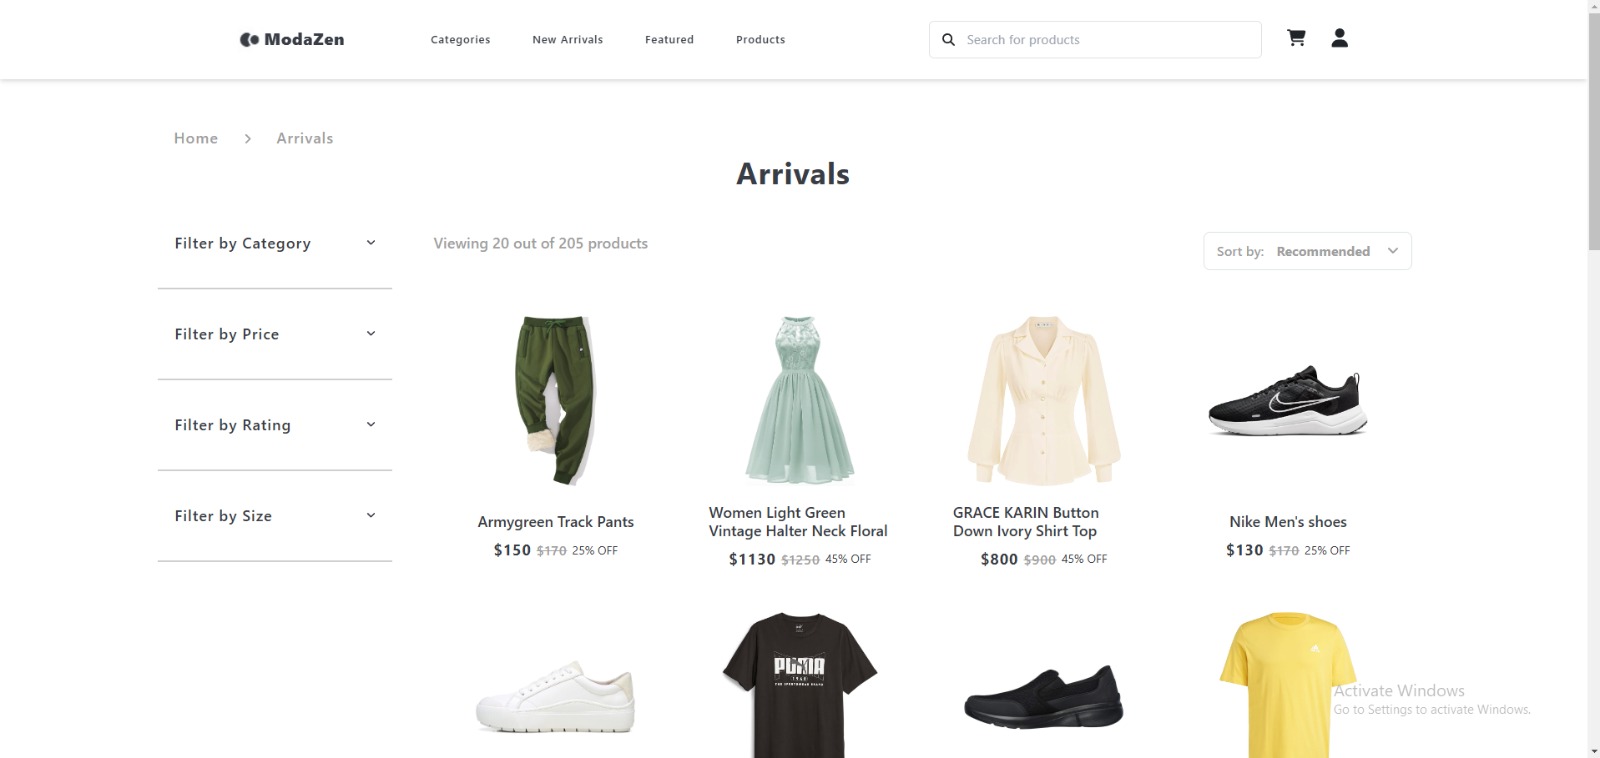 ModaZen
Categories
New Arrivals
Featured
Products
Search for products
Home > Arrivals
Arrivals
Filter by Category
Viewing 20 out of 205 products
Sort by: Recommended
Filter by Price
Filter by Rating
Filter by Size
Armygreen Track Pants
$150 $170 25% OFF
Women Light Green
Vintage Halter Neck Floral
$1130 $1250 45% OFF
GRACE KARIN Button
Down Ivory Shirt Top
$800 $900 45% OFF
Nike Men's shoes
$130 $170 25% OFF
PUMA
Activate Windows
Go to Settings to activate Windows.